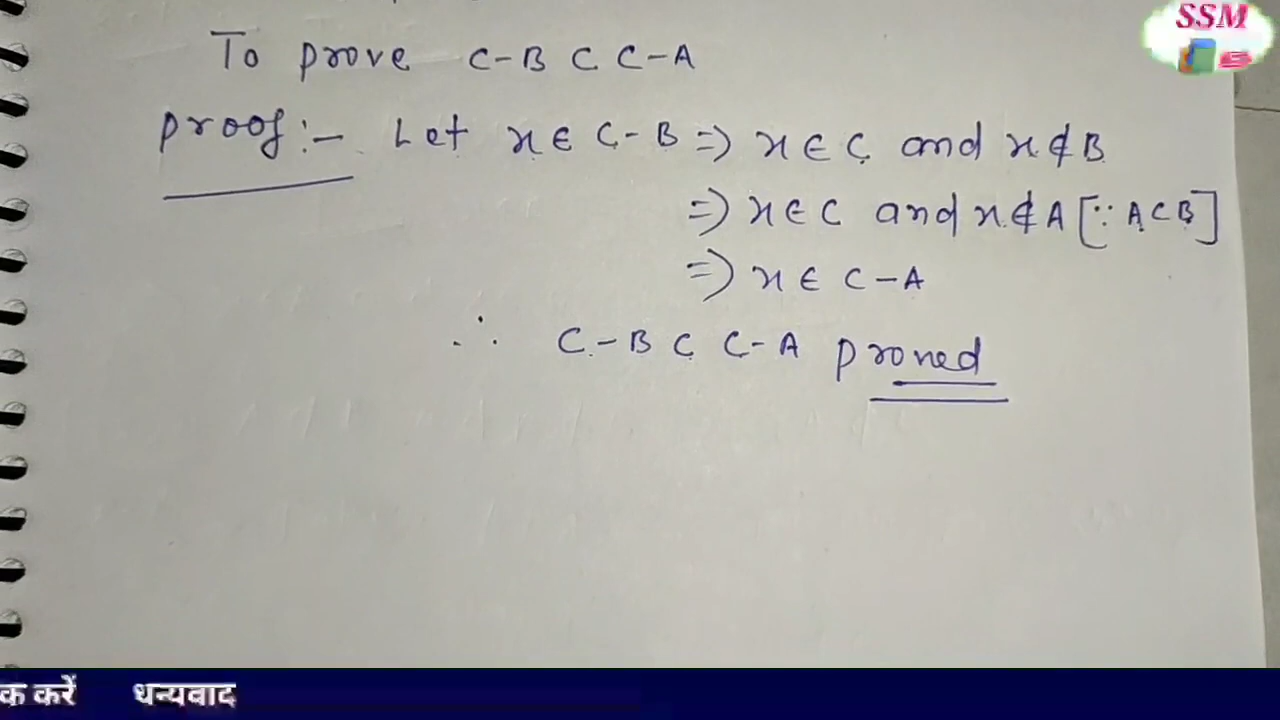 SSM
To prove C-B ⊂ C-A
Proof:- Let x ∈ C-B ⇒ x ∈ C and x ∉ B
⇒ x ∈ C and x ∉ A [∵ A⊂B]
⇒ x ∈ C-A
∴ C-B ⊂ C-A proved
क करें धन्यवाद